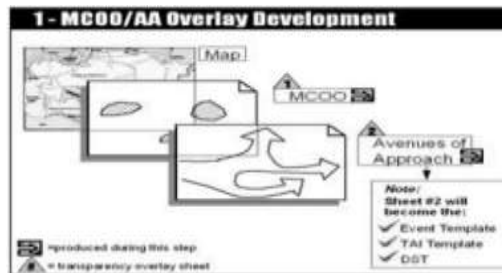 1 - MCOO/AA Overlay Development
Map
1
MCOO
2
Avenues of
Approach
Note:
Sheet #2 will
become the:
Event Template
TAI Template
DST
=produced during this step
# = transparency overlay sheet